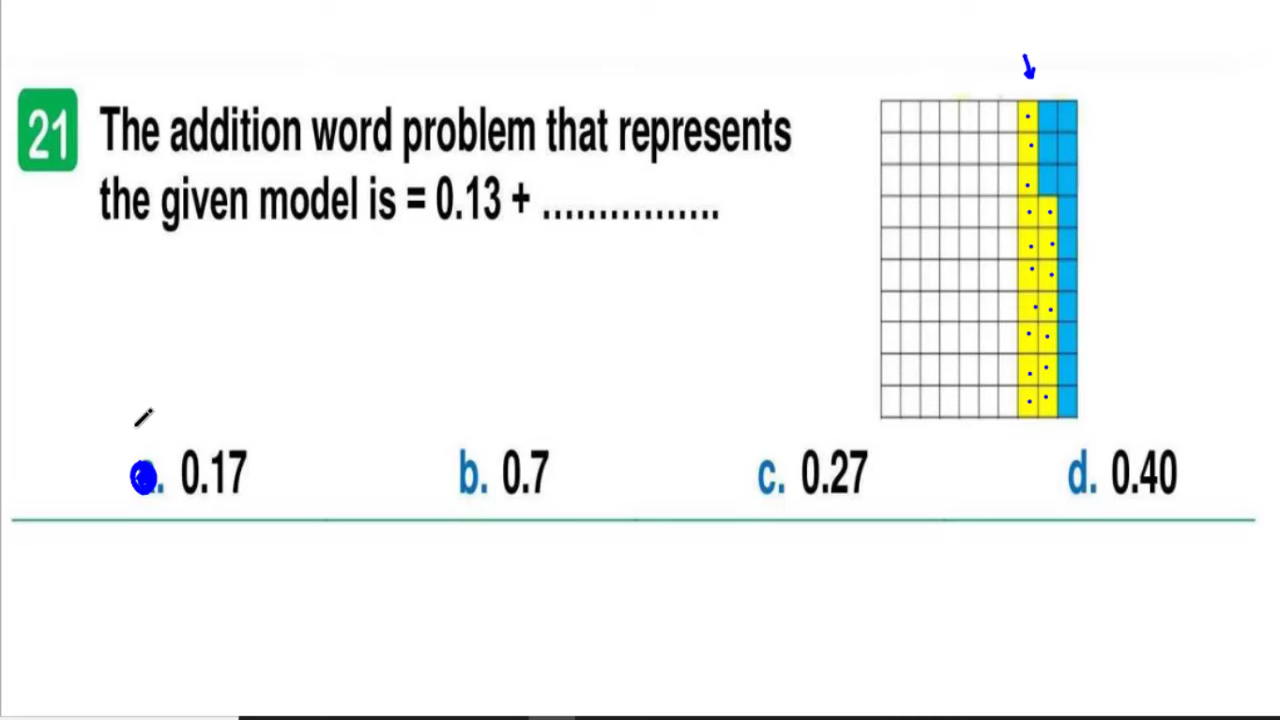 21 The addition word problem that represents
the given model is = 0.13 + ................
. 0.17 b. 0.7 c. 0.27 d. 0.40